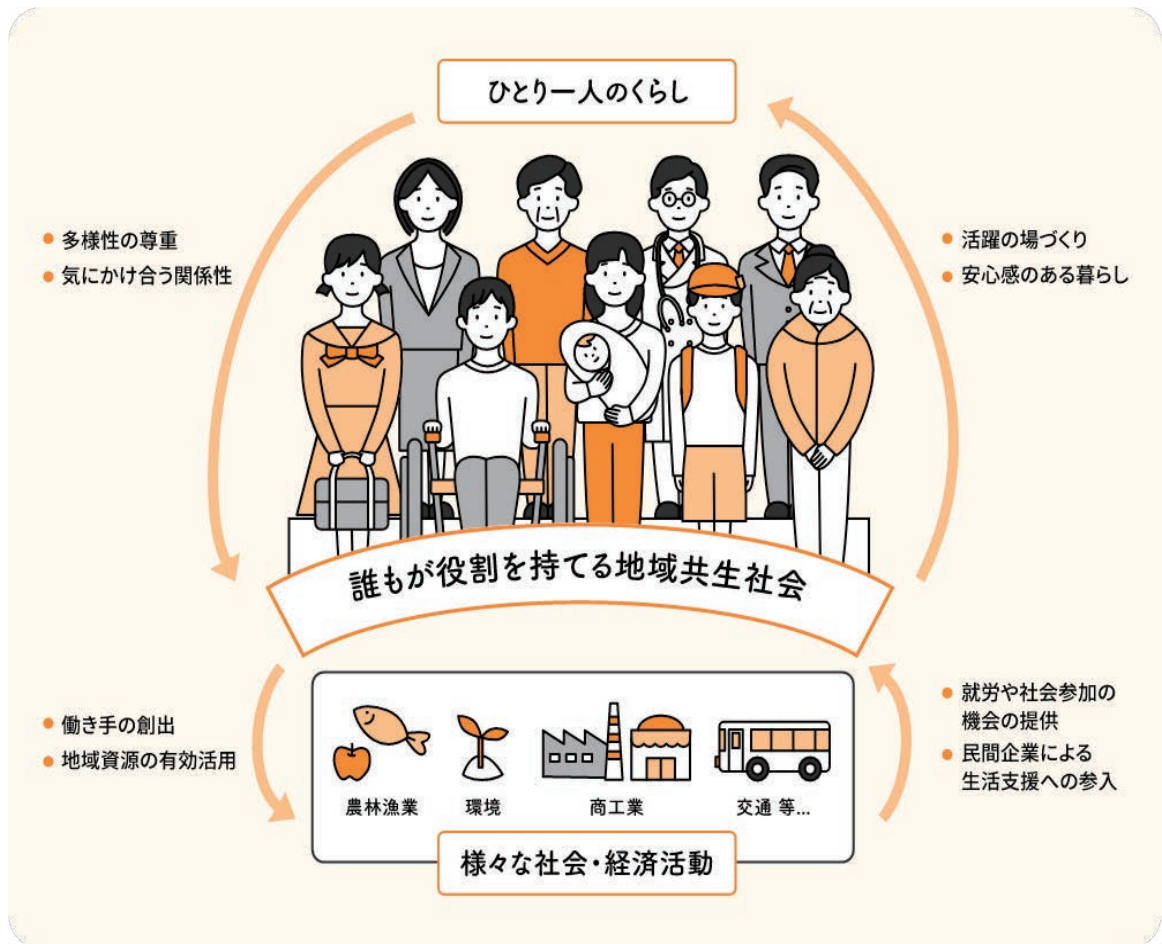 ひとり一人のくらし
● 多様性の尊重
● 気にかけ合う関係性
● 活躍の場づくり
● 安心感のある暮らし
誰もが役割を持てる地域共生社会
● 働き手の創出
● 地域資源の有効活用
● 就労や社会参加の
機会の提供
● 民間企業による
生活支援への参入
農林漁業 環境 商工業 交通 等...
様々な社会・経済活動